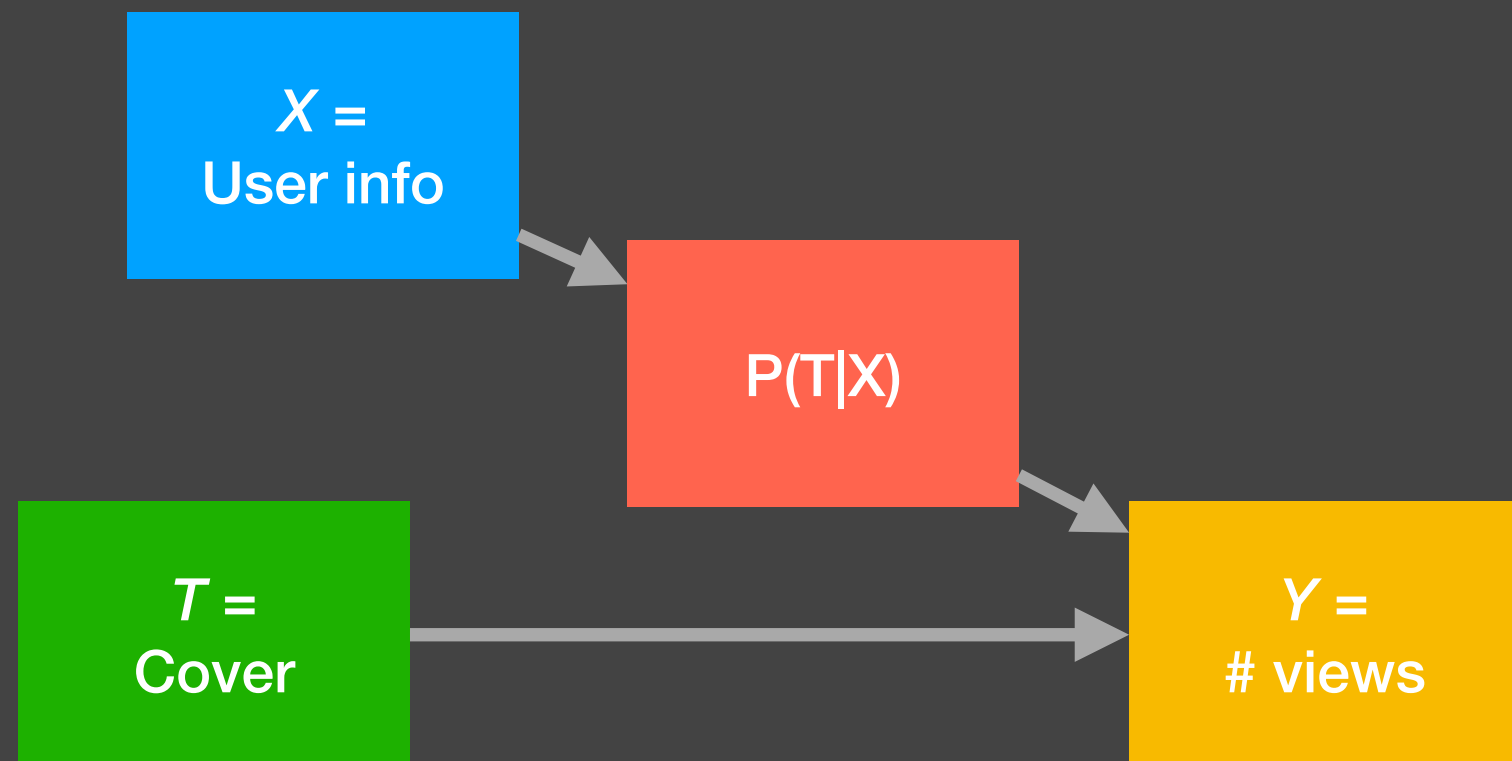 X =
User info
P(T|X)
T =
Cover
Y =
# views